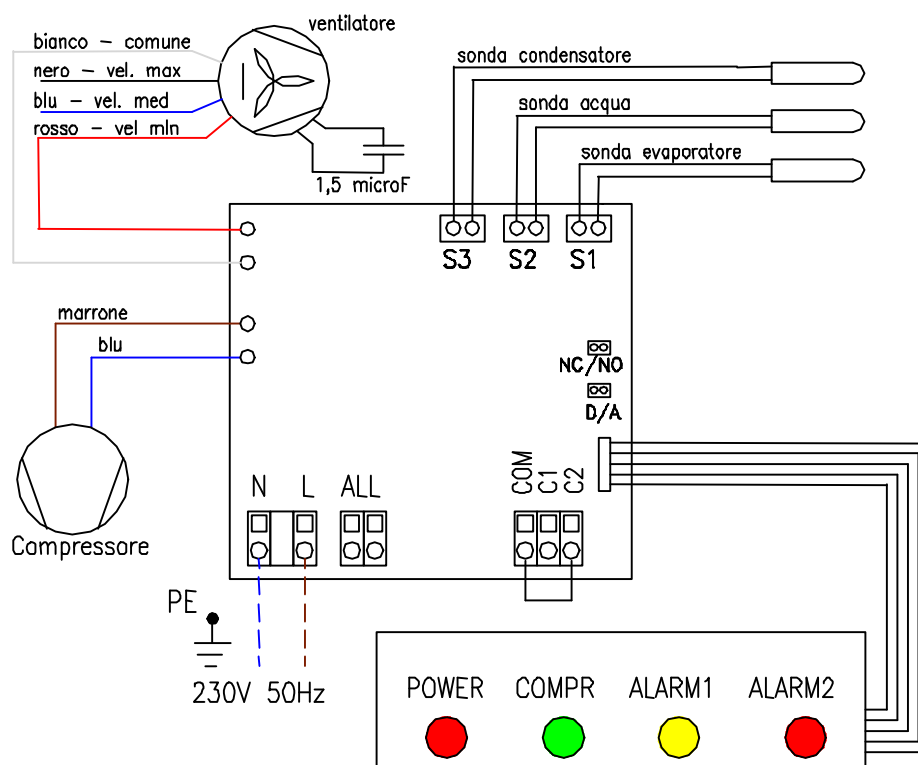 ventilatore
bianco - comune
nero - vel. max
blu - vel. med
rosso - vel mIn
1,5 microF
sonda condensatore
sonda acqua
sonda evaporatore
S3 S2 S1
marrone
blu
NC/NO
D/A
Compressore
N L ALL COM C1 C2
PE
230V 50Hz
POWER COMPR ALARM1 ALARM2